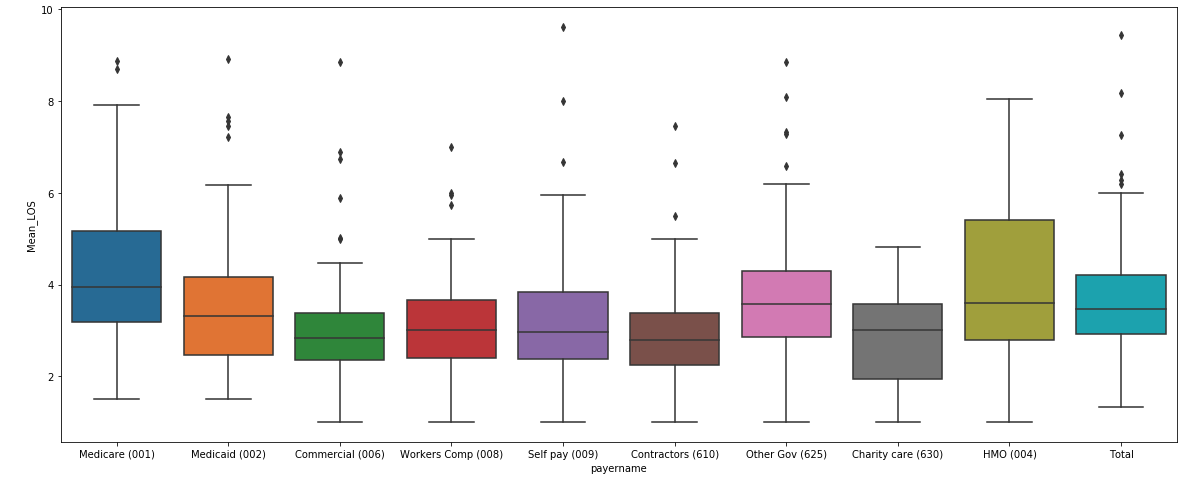 10
8
6
4
2
Mean_LOS
Medicare (001) Medicaid (002) Commercial (006) Workers Comp (008) Self pay (009) Contractors (610) Other Gov (625) Charity care (630) HMO (004) Total
payername